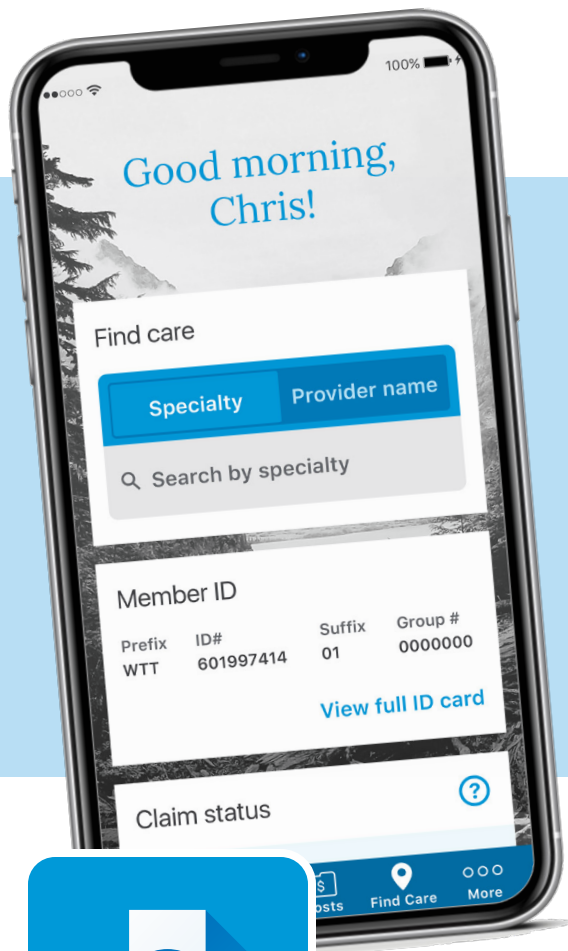 100%
Good morning,
Chris!
Find care
Specialty Provider name
Search by specialty
Member ID
Prefix ID# Suffix Group #
WTT 601997414 01 0000000
View full ID card
Claim status ?
Find Care More